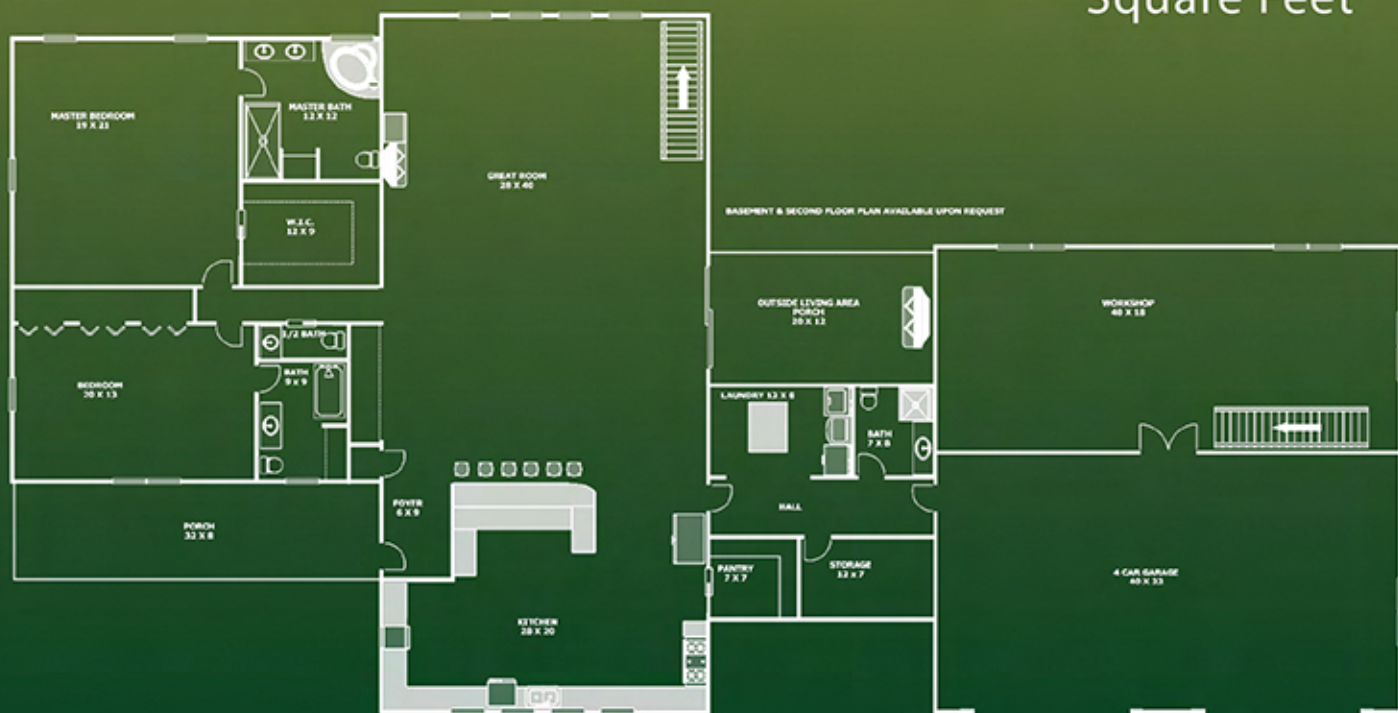 Square Feet
MASTER BEDROOM
19 X 21
MASTER BATH
12 X 12
GREAT ROOM
28 X 40
W.I.C.
12 X 9
BASEMENT & SECOND FLOOR PLAN AVAILABLE UPON REQUEST
OUTSIDE LIVING AREA
PORCH
20 X 12
WORKSHOP
40 X 18
1/2 BATH
BATH
9 x 9
BEDROOM
20 X 13
LAUNDRY 12 X 8
BATH
7 X 8
FOYER
6 X 9
HALL
PORCH
32 X 8
PANTRY
7 X 7
STORAGE
12 x 7
4 CAR GARAGE
40 X 23
KITCHEN
28 X 20